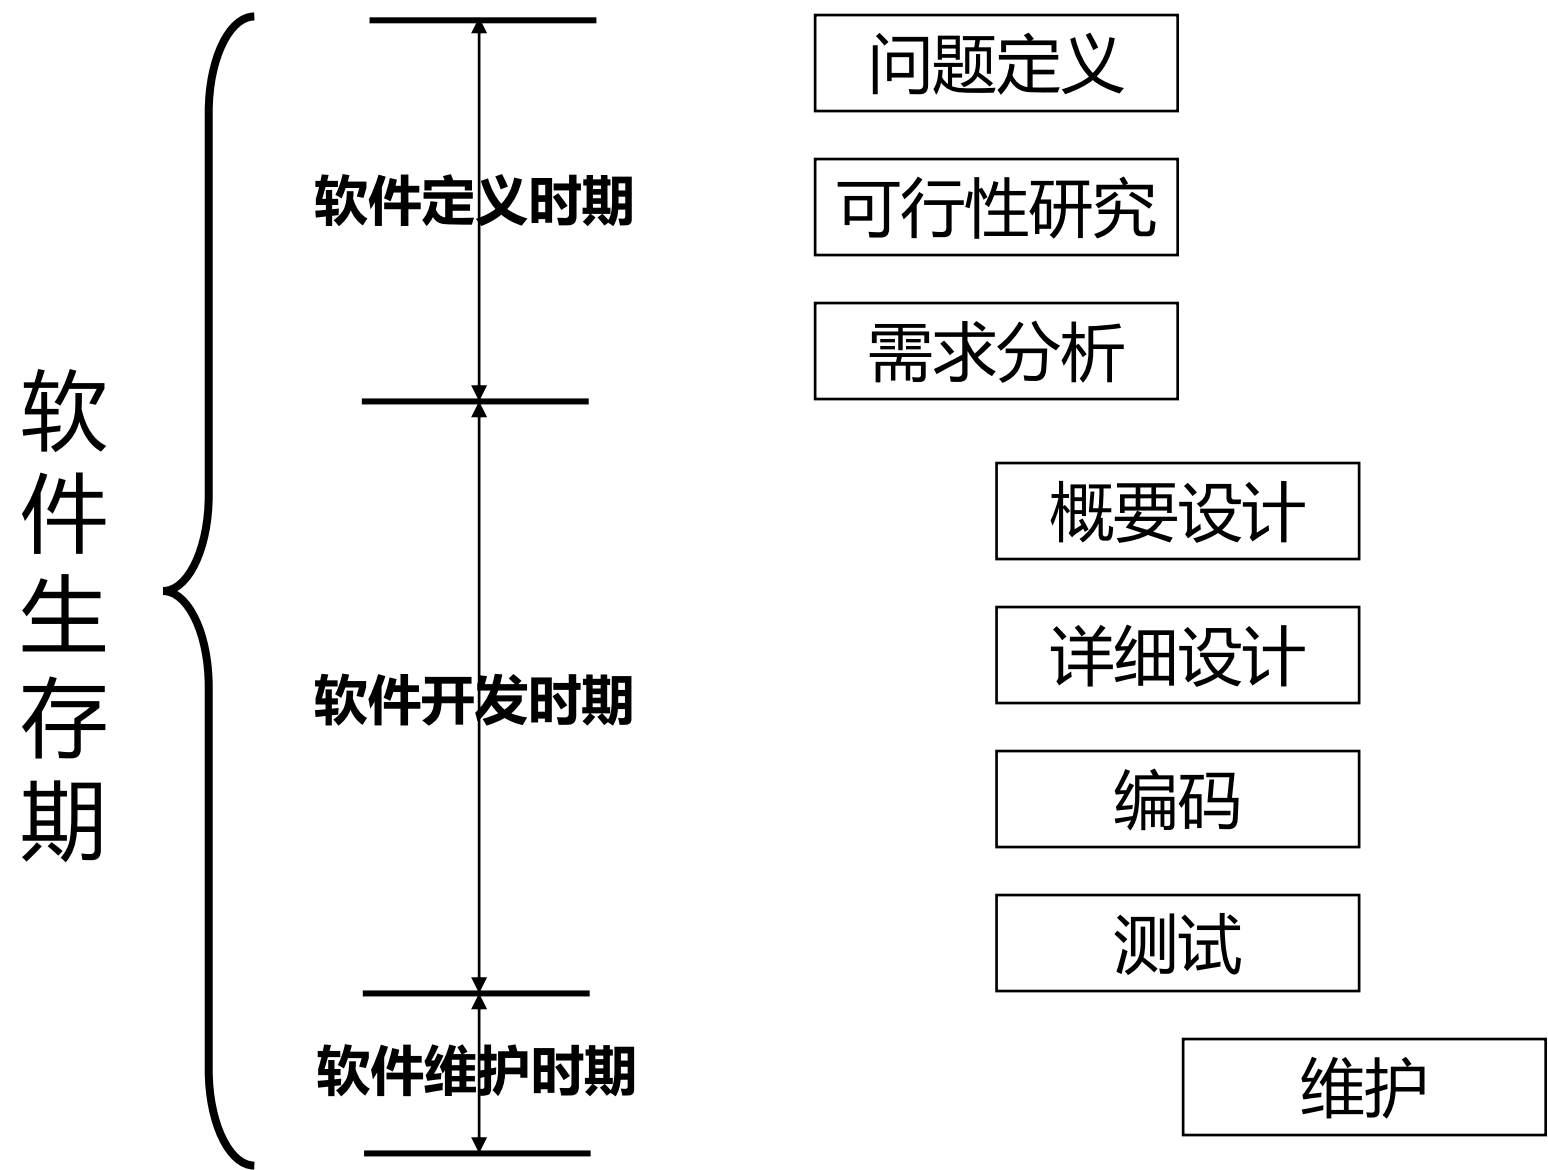 软件生存期
软件定义时期
问题定义
可行性研究
需求分析
软件开发时期
概要设计
详细设计
编码
测试
软件维护时期
维护